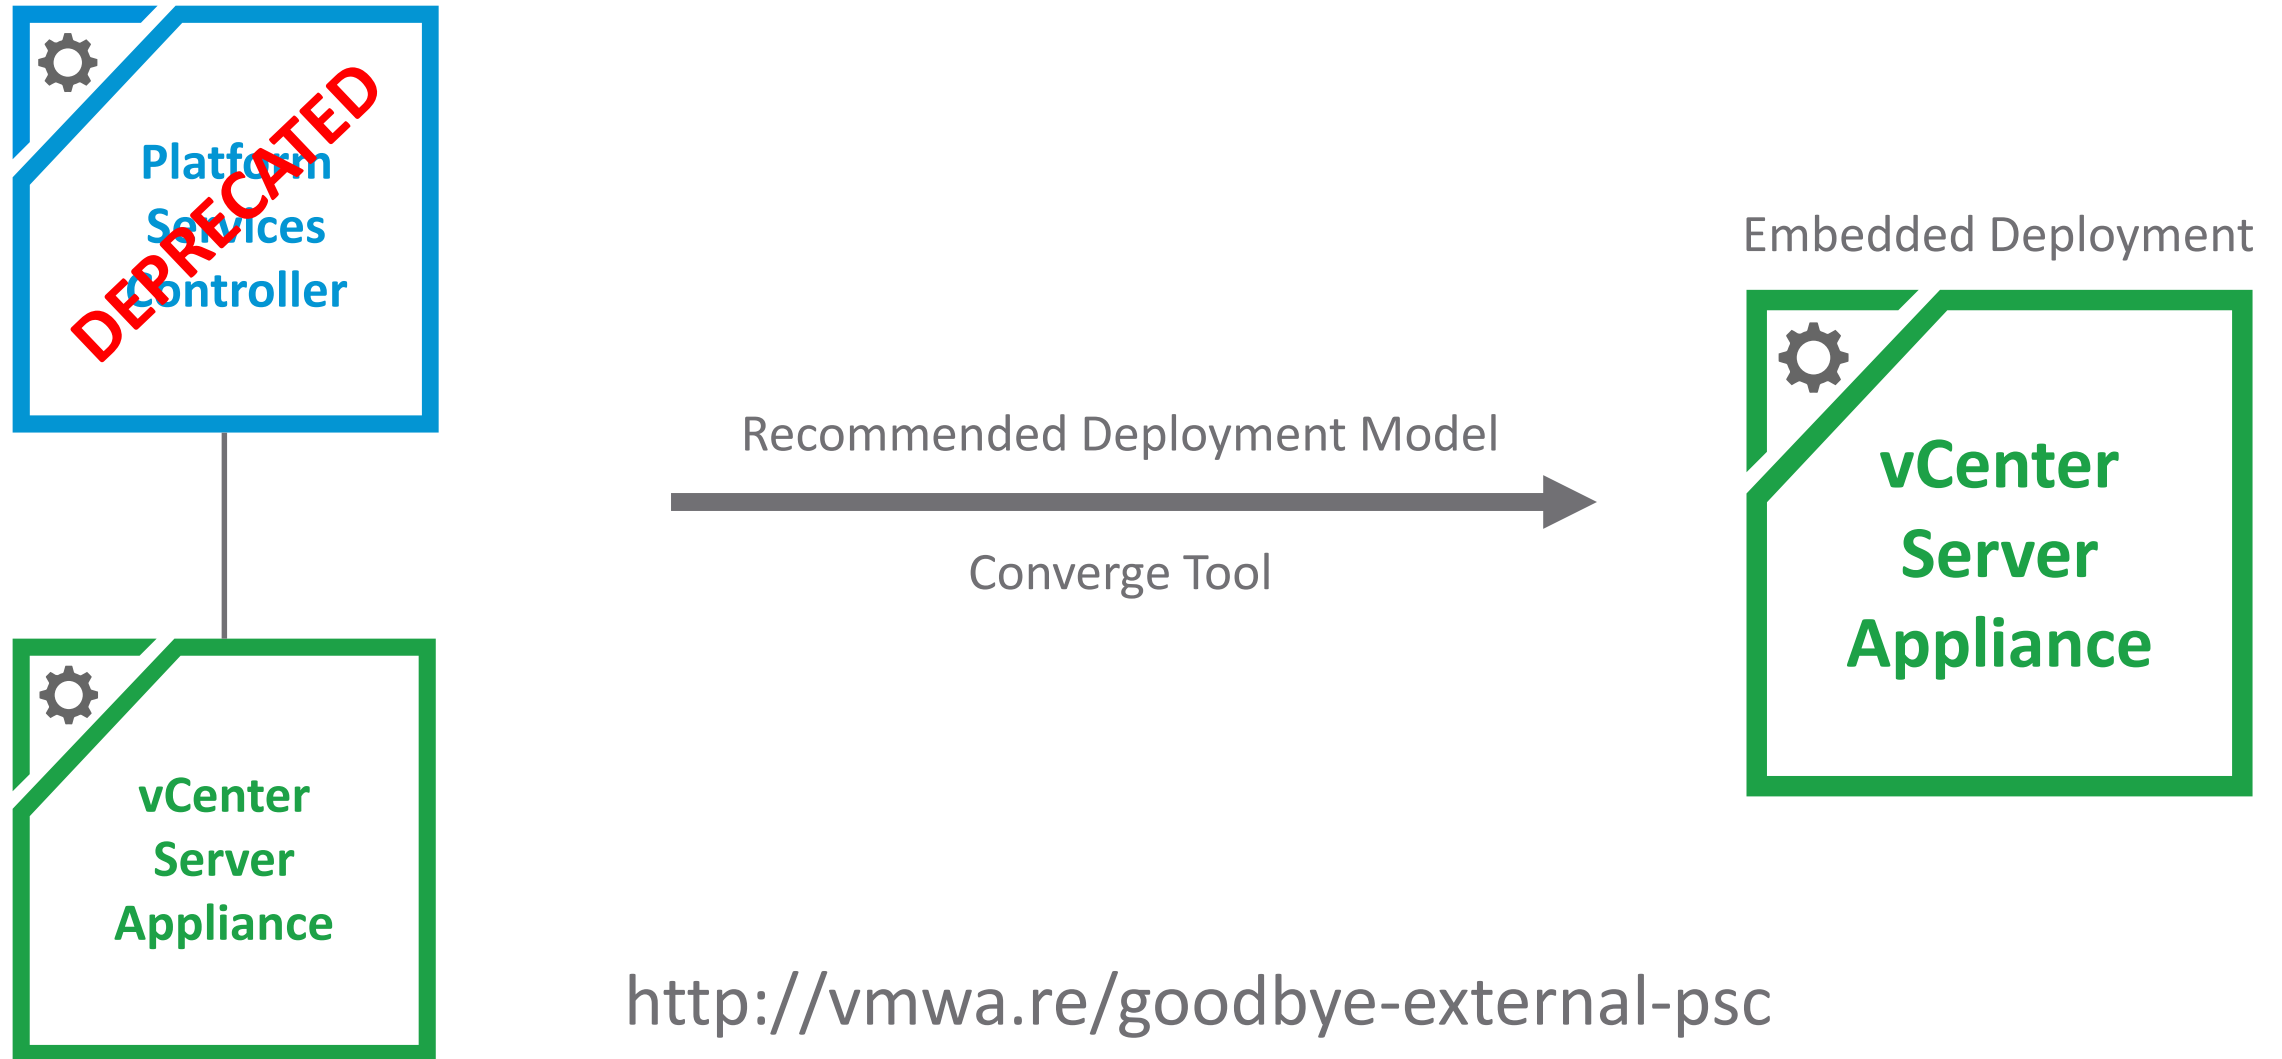 Platform
Services
Controller
DEPRECATED
vCenter
Server
Appliance
Recommended Deployment Model
Converge Tool
Embedded Deployment
vCenter
Server
Appliance
http://vmwa.re/goodbye-external-psc